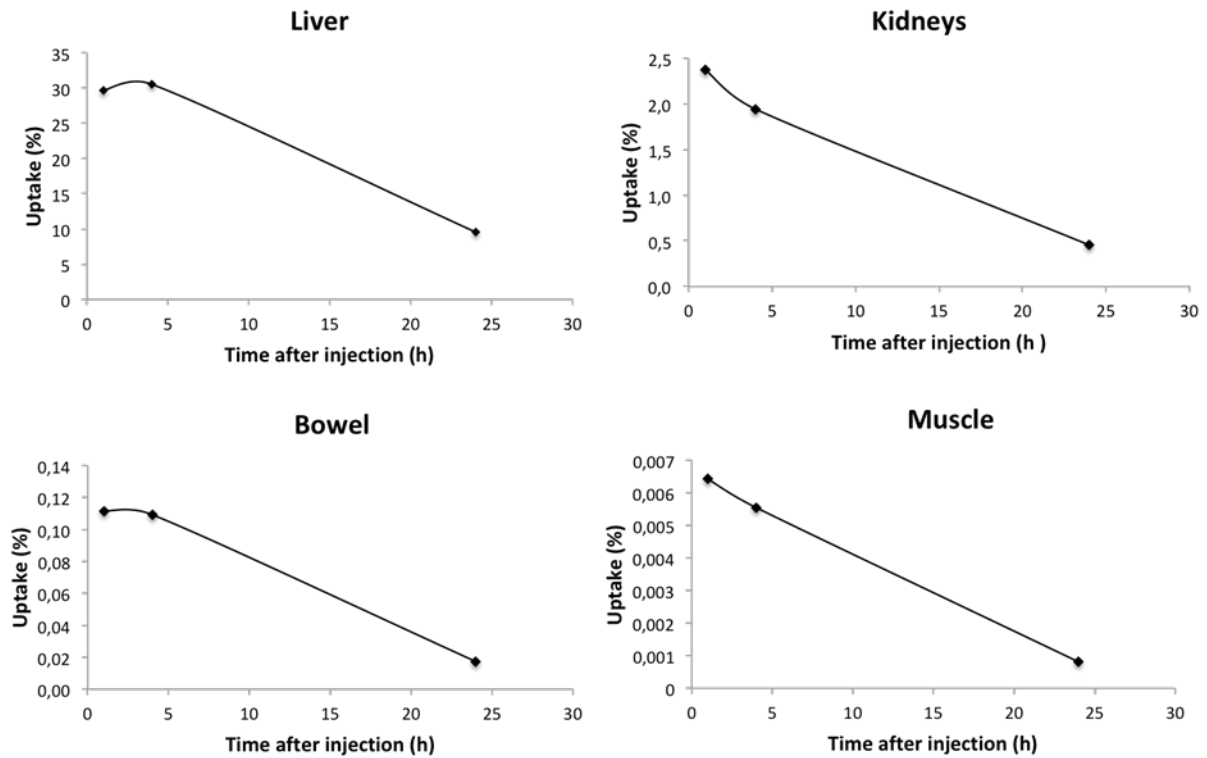 Liver
35
30
25
20
15
10
5
0
Uptake (%)
0 5 10 15 20 25 30
Time after injection (h)
Kidneys
2,5
2,0
1,5
1,0
0,5
0,0
Uptake (%)
0 5 10 15 20 25 30
Time after injection (h )
Bowel
0,14
0,12
0,10
0,08
0,06
0,04
0,02
0,00
Uptake (%)
0 5 10 15 20 25 30
Time after injection (h)
Muscle
0,007
0,006
0,005
0,004
0,003
0,002
0,001
0
Uptake (%)
0 5 10 15 20 25 30
Time after injection (h)